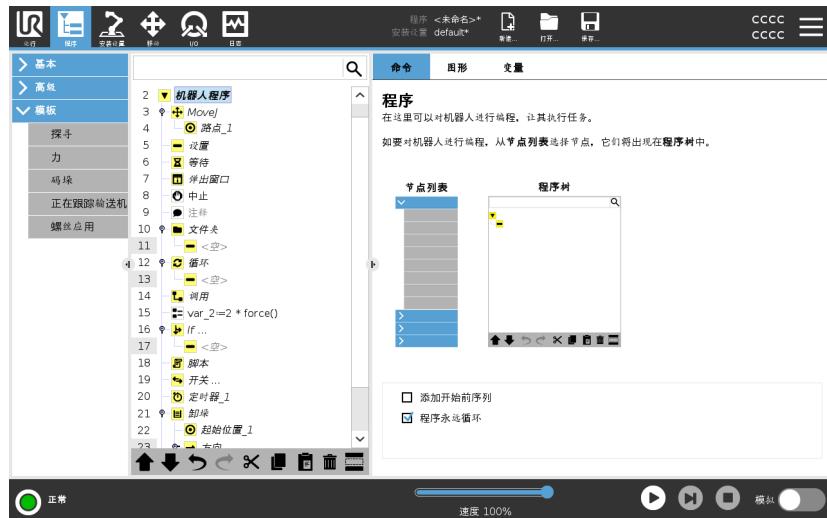 UR
程序 <未命名>*
安装设置 default*
cccc
cccc
运行 程序 安装设置 移动 I/O 日志 新建... 打开... 保存...
基本
高级
模板
探寻
力
码垛
正在跟踪输送机
螺丝应用
2 机器人程序
3 MoveJ
4 路点_1
5 设置
6 等待
7 弹出窗口
8 中止
9 注释
10 文件夹
11 <空>
12 循环
13 <空>
14 调用
15 var_2≔2 * force()
16 If ...
17 <空>
18 脚本
19 开关 ...
20 定时器_1
21 卸垛
22 起始位置_1
23 方向
命令 图形 变量
程序
在这里可以对机器人进行编程，让其执行任务。
如要对机器人进行编程，从节点列表选择节点，它们将出现在程序树中。
节点列表 程序树
添加开始前序列
程序永远循环
正常
速度 100%
模拟